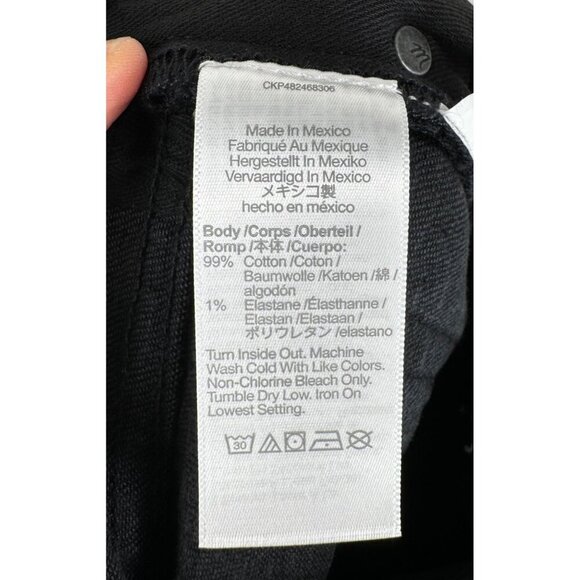 CKP482468306
Made In Mexico
Fabriqué Au Mexique
Hergestellt In Mexiko
Vervaardigd In Mexico
メキシコ製
hecho en méxico
Body /Corps /Oberteil /
Romp /本体 /Cuerpo:
99% Cotton /Coton /
Baumwolle /Katoen /綿 /
algodón
1% Elastane /Élasthanne /
Elastan /Elastaan /
ポリウレタン /elastano
Turn Inside Out. Machine
Wash Cold With Like Colors.
Non-Chlorine Bleach Only.
Tumble Dry Low. Iron On
Lowest Setting.
30